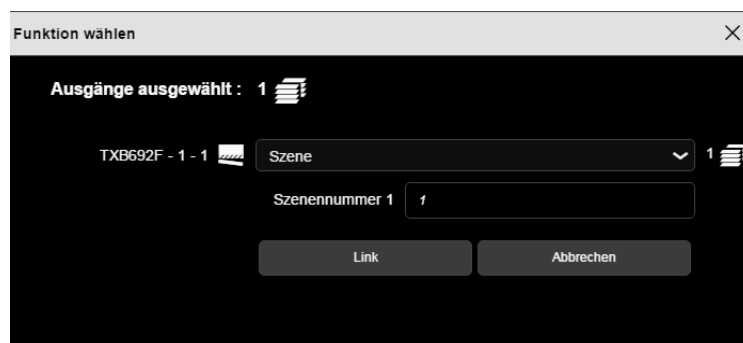 Funktion wählen
Ausgänge ausgewählt : 1
TXB692F - 1 - 1 Szene 1
Szenennummer 1 1
Link Abbrechen